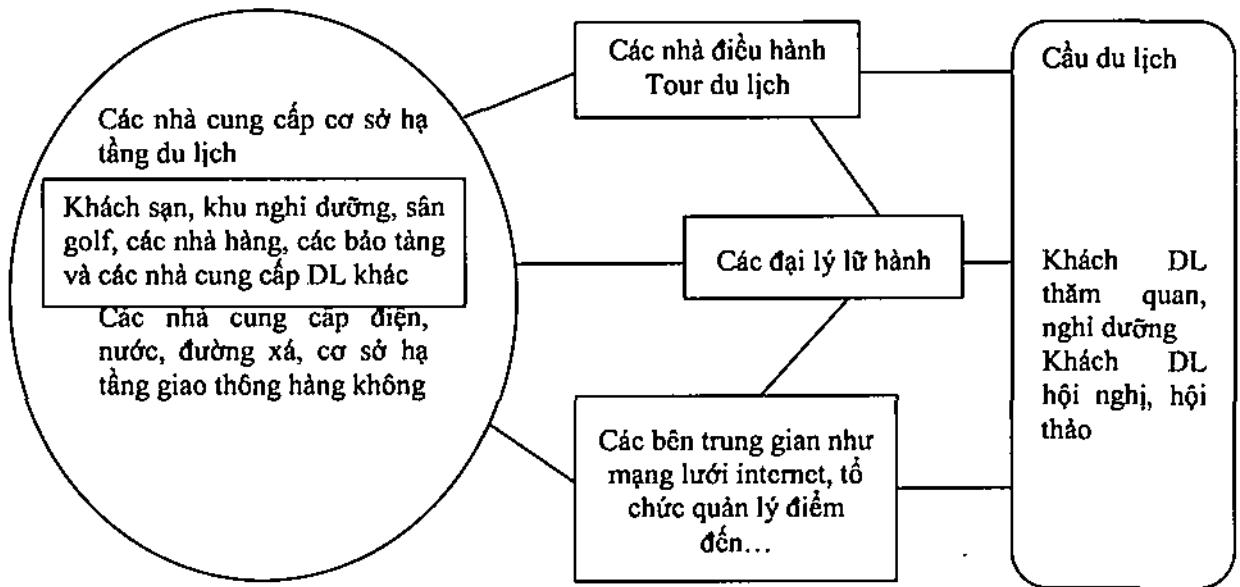 Các nhà cung cấp cơ sở hạ
tầng du lịch
Khách sạn, khu nghỉ dưỡng, sân
golf, các nhà hàng, các bảo tàng
và các nhà cung cấp DL khác
Các nhà cung cấp điện,
nước, đường xá, cơ sở hạ
tầng giao thông hàng không
Các nhà điều hành
Tour du lịch
Các đại lý lữ hành
Các bên trung gian như
mạng lưới internet, tổ
chức quản lý điểm
đến...
Cầu du lịch
Khách DL
thăm quan,
nghỉ dưỡng
Khách DL
hội nghị, hội
thảo